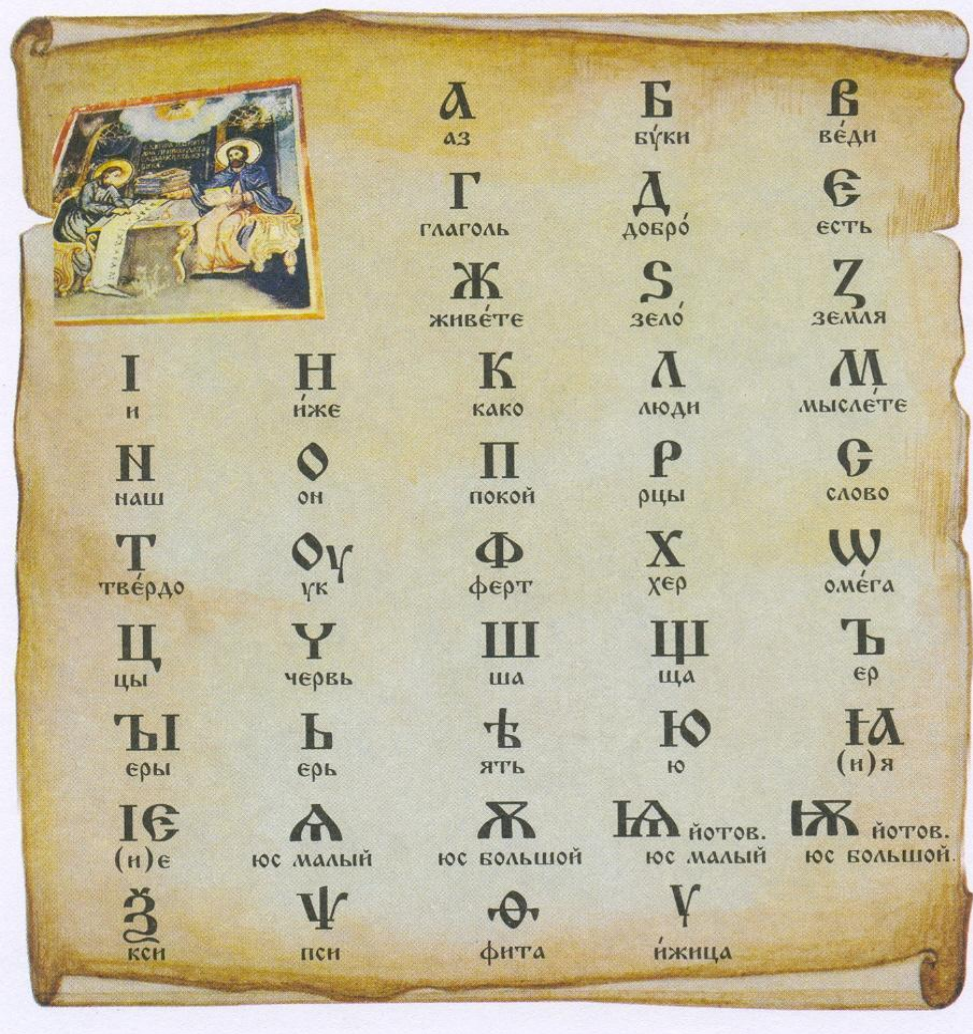 А Б В
аз бу́ки ве́ди
Г Д Є
глаголь добро́ єсть
Ж Ѕ Ꙁ
живе́те зело́ земля
І Н К Л М
и и́же како люди мысле́те
N О П Р С
наш он покой рцы слово
Т Оу Ф Х Ѡ
тве́рдо ук ферт хер оме́га
Ц Ч Ш Щ Ъ
цы червь ша ща ер
ЪІ Ь Ѣ Ю Ꙗ
еры ерь ять ю (и)я
Ѥ Ѧ Ѫ Ѩ йотов. Ѭ йотов.
(и)е юс малый юс большой юс малый юс большой.
Ѯ Ѱ Ѳ Ѵ
кси пси фита и́жица